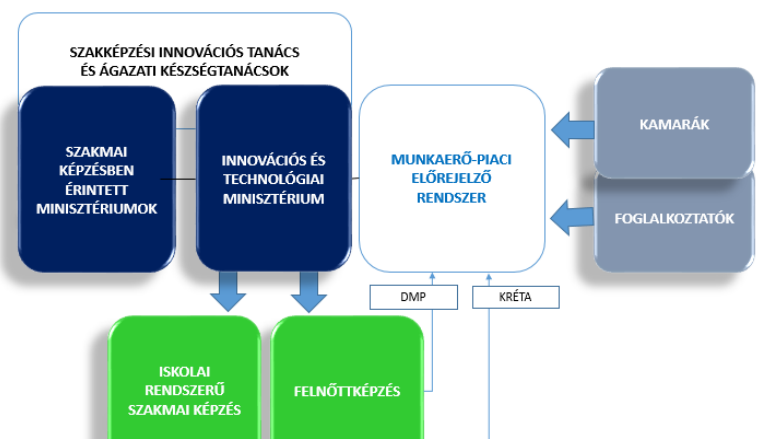 SZAKKÉPZÉSI INNOVÁCIÓS TANÁCS
ÉS ÁGAZATI KÉSZSÉGTANÁCSOK
SZAKMAI
KÉPZÉSBEN
ÉRINTETT
MINISZTÉRIUMOK
INNOVÁCIÓS ÉS
TECHNOLÓGIAI
MINISZTÉRIUM
MUNKAERŐ-PIACI
ELŐREJELZŐ
RENDSZER
KAMARÁK
FOGLALKOZTATÓK
DMP
KRÉTA
ISKOLAI
RENDSZERŰ
SZAKMAI KÉPZÉS
FELNŐTTKÉPZÉS